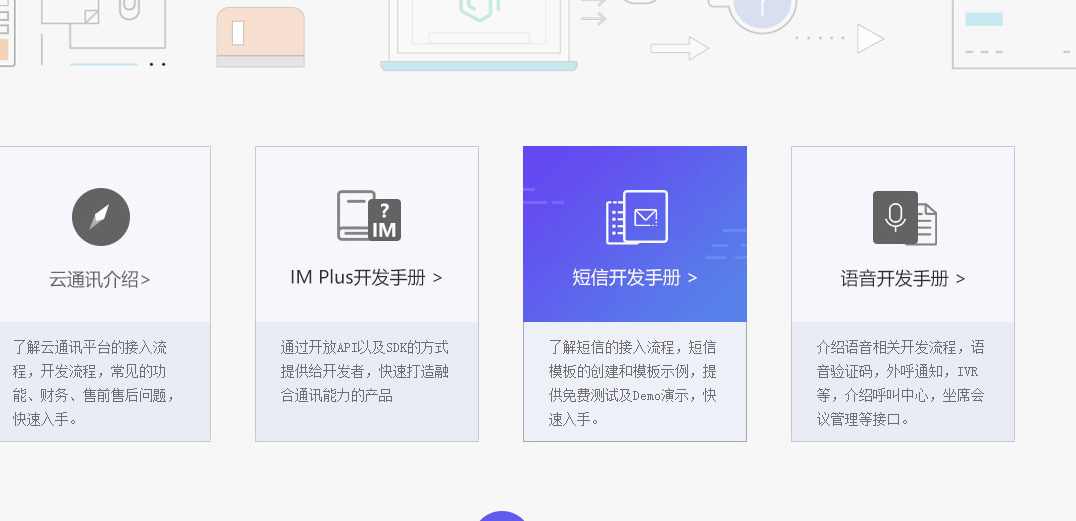 云通讯介绍>
了解云通讯平台的接入流
程，开发流程，常见的功
能、财务、售前售后问题，
快速入手。
?
IM
IM Plus开发手册 >
通过开放API以及SDK的方式
提供给开发者，快速打造融
合通讯能力的产品
短信开发手册 >
了解短信的接入流程，短信
模板的创建和模板示例，提
供免费测试及Demo演示，快
速入手。
语音开发手册 >
介绍语音相关开发流程，语
音验证码，外呼通知，IVR
等，介绍呼叫中心，坐席会
议管理等接口。